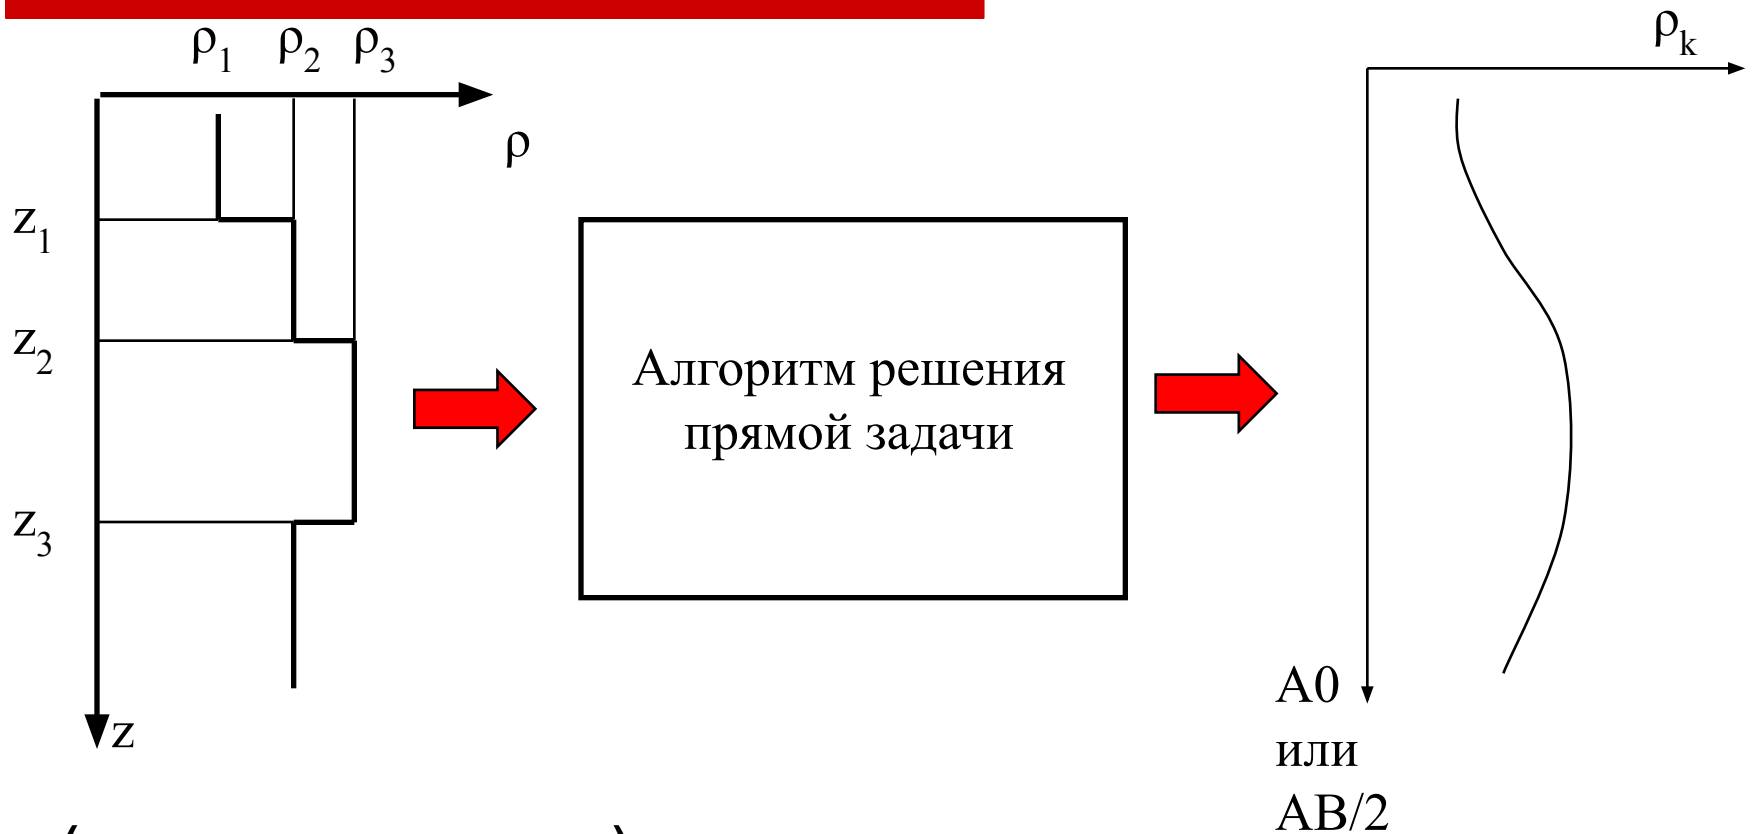 ρ1 ρ2 ρ3
ρ
z1
z2
z3
z
Алгоритм решения
прямой задачи
ρk
A0
или
AB/2
( )